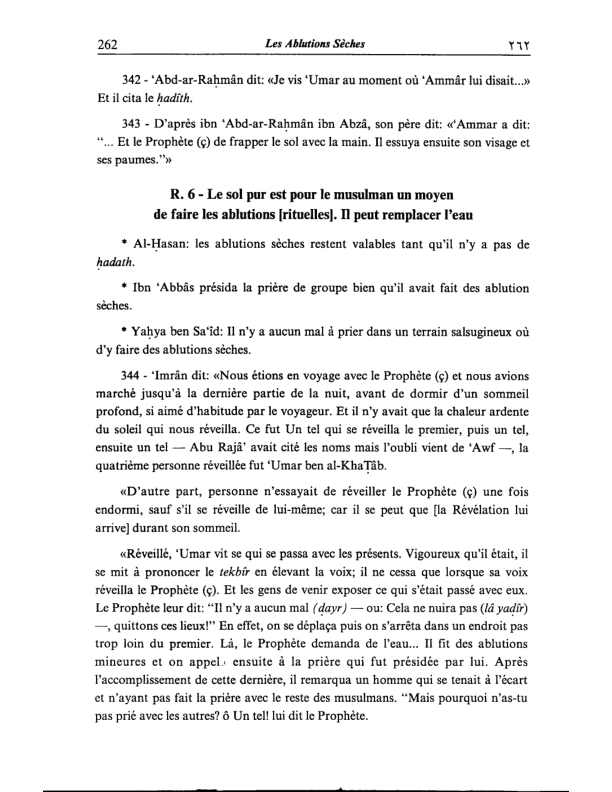 262 Les Ablutions Sèches ٢٦٢
342 - ‘Abd-ar-Raḥmân dit: «Je vis ‘Umar au moment où ‘Ammâr lui disait...»
Et il cita le ḥadîth.
343 - D'après ibn ‘Abd-ar-Raḥmân ibn Abzâ, son père dit: «‘Ammar a dit:
“... Et le Prophète (ç) de frapper le sol avec la main. Il essuya ensuite son visage et
ses paumes.”»
R. 6 - Le sol pur est pour le musulman un moyen
de faire les ablutions [rituelles]. Il peut remplacer l'eau
* Al-Ḥasan: les ablutions sèches restent valables tant qu'il n'y a pas de
ḥadath.
* Ibn ‘Abbâs présida la prière de groupe bien qu'il avait fait des ablution
sèches.
* Yaḥya ben Sa‘îd: Il n'y a aucun mal à prier dans un terrain salsugineux où
d'y faire des ablutions sèches.
344 - ‘Imrân dit: «Nous étions en voyage avec le Prophète (ç) et nous avions
marché jusqu'à la dernière partie de la nuit, avant de dormir d'un sommeil
profond, si aimé d'habitude par le voyageur. Et il n'y avait que la chaleur ardente
du soleil qui nous réveilla. Ce fut Un tel qui se réveilla le premier, puis un tel,
ensuite un tel — Abu Rajâ’ avait cité les noms mais l'oubli vient de ‘Awf —, la
quatrième personne réveillée fut ‘Umar ben al-KhaṬâb.
«D'autre part, personne n'essayait de réveiller le Prophète (ç) une fois
endormi, sauf s'il se réveille de lui-même; car il se peut que [la Révélation lui
arrive] durant son sommeil.
«Réveillé, ‘Umar vit se qui se passa avec les présents. Vigoureux qu'il était, il
se mit à prononcer le tekbîr en élevant la voix; il ne cessa que lorsque sa voix
réveilla le Prophète (ç). Et les gens de venir exposer ce qui s'était passé avec eux.
Le Prophète leur dit: “Il n'y a aucun mal (ḍayr) — ou: Cela ne nuira pas (lâ yaḍîr)
—, quittons ces lieux!” En effet, on se déplaça puis on s'arrêta dans un endroit pas
trop loin du premier. Là, le Prophète demanda de l'eau... Il fit des ablutions
mineures et on appel ensuite à la prière qui fut présidée par lui. Après
l'accomplissement de cette dernière, il remarqua un homme qui se tenait à l'écart
et n'ayant pas fait la prière avec le reste des musulmans. “Mais pourquoi n'as-tu
pas prié avec les autres? ô Un tel! lui dit le Prophète.